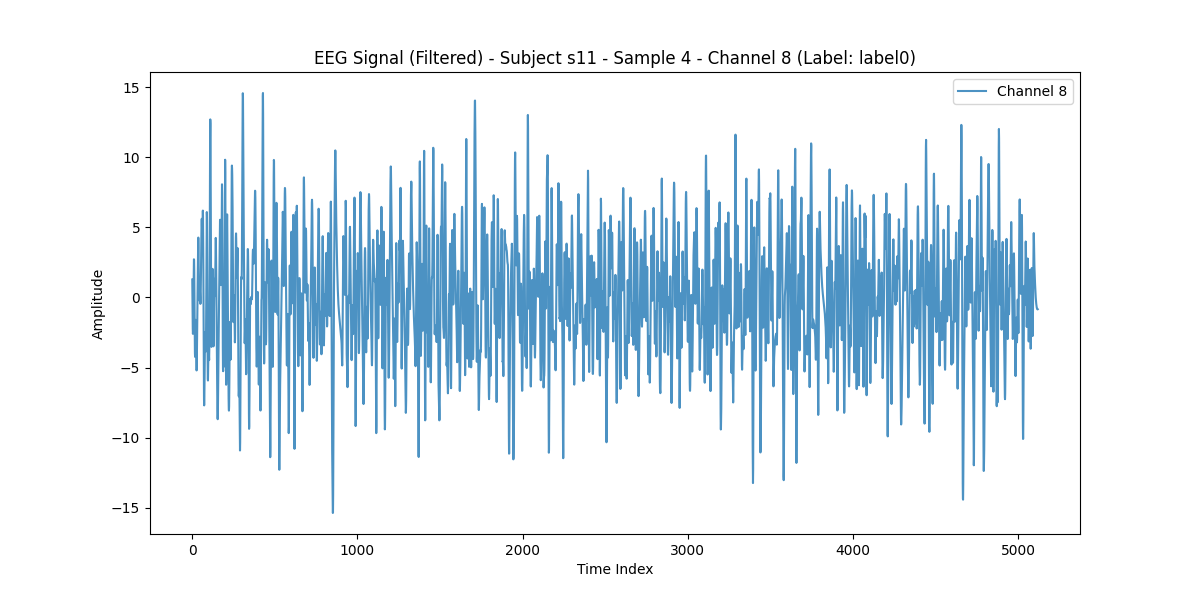 EEG Signal (Filtered) - Subject s11 - Sample 4 - Channel 8 (Label: label0)
Channel 8
15
10
5
0
−5
−10
−15
Amplitude
0 1000 2000 3000 4000 5000
Time Index